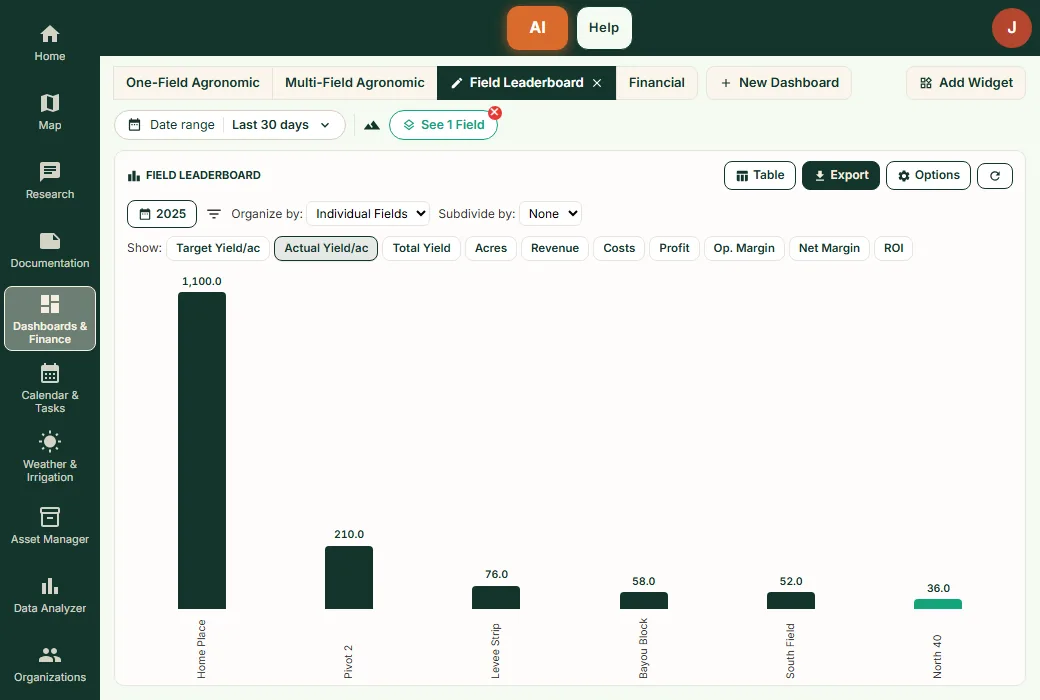 AI
Help
J
Home
Map
Research
Documentation
Dashboards &
Finance
Calendar &
Tasks
Weather &
Irrigation
Asset Manager
Data Analyzer
Organizations
One-Field Agronomic
Multi-Field Agronomic
Field Leaderboard
Financial
New Dashboard
Add Widget
Date range
Last 30 days
See 1 Field
FIELD LEADERBOARD
Table
Export
Options
2025
Organize by:
Individual Fields
Subdivide by:
None
Show:
Target Yield/ac
Actual Yield/ac
Total Yield
Acres
Revenue
Costs
Profit
Op. Margin
Net Margin
ROI
1,100.0
210.0
76.0
58.0
52.0
36.0
Home Place
Pivot 2
Levee Strip
Bayou Block
South Field
North 40